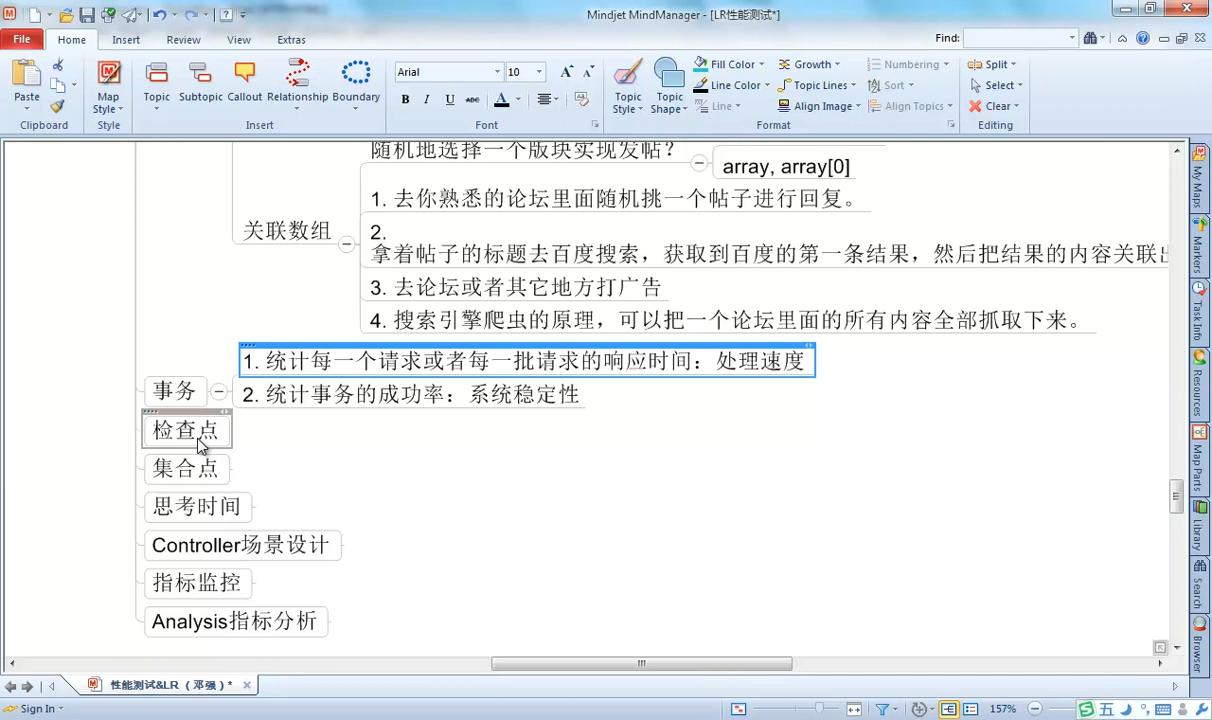 Mindjet MindManager - [LR性能测试*]
File
Home
Insert
Review
View
Extras
Find:
Paste
Map Style
Topic
Subtopic
Callout
Relationship
Boundary
Arial
10
B I U abc A
Topic Style
Topic Shape
Fill Color
Line Color
Line
Growth
Topic Lines
Align Image
Numbering
Sort
Align Topics
Split
Select
Clear
Clipboard
Style
Insert
Font
Format
Editing
随机地选择一个版块实现发帖？
array, array[0]
1. 去你熟悉的论坛里面随机挑一个帖子进行回复。
关联数组
2.
拿着帖子的标题去百度搜索，获取到百度的第一条结果，然后把结果的内容关联出
3. 去论坛或者其它地方打广告
4. 搜索引擎爬虫的原理，可以把一个论坛里面的所有内容全部抓取下来。
1. 统计每一个请求或者每一批请求的响应时间：处理速度
事务
2. 统计事务的成功率：系统稳定性
检查点
集合点
思考时间
Controller场景设计
指标监控
Analysis指标分析
My Maps
Markers
Task Info
Resources
Map Parts
Library
Search
Browser
性能测试&LR（邓强）*
Sign In
157%
五